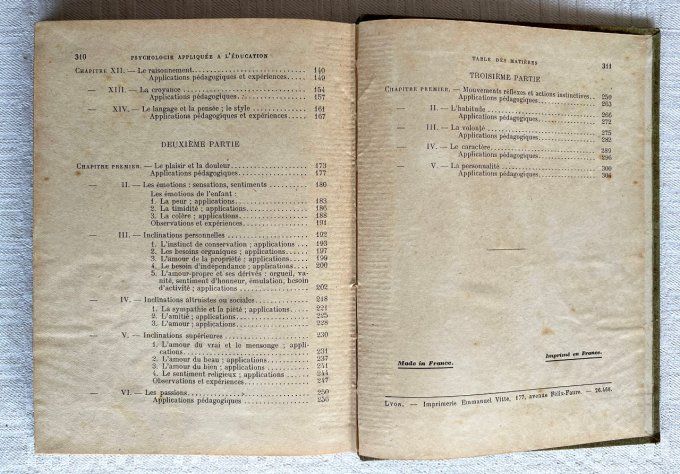 310 PSYCHOLOGIE APPLIQUÉE A L'ÉDUCATION
CHAPITRE XII. — Le raisonnement 140
Applications pédagogiques et expériences 149
— XIII. — La croyance 154
Applications pédagogiques 157
— XIV. — Le langage et la pensée ; le style 161
Applications pédagogiques et expériences 167
DEUXIÈME PARTIE
CHAPITRE PREMIER. — Le plaisir et la douleur 173
Applications pédagogiques 177
— II. — Les émotions : sensations, sentiments 180
Les émotions de l'enfant :
1. La peur ; applications 183
2. La timidité ; applications 186
3. La colère ; applications 188
Observations et expériences 191
— III. — Inclinations personnelles 192
1. L'instinct de conservation ; applications 193
2. Les besoins organiques ; applications 197
3. L'amour de la propriété ; applications 199
4. Le besoin d'indépendance ; applications 200
5. L'amour-propre et ses dérivés : orgueil, va-
nité, sentiment d'honneur, émulation, besoin
d'activité ; applications 202
— IV. — Inclinations altruistes ou sociales 218
1. La sympathie et la pitié ; applications 221
2. L'amitié ; applications 225
3. L'amour ; applications 228
— V. — Inclinations supérieures 230
1. L'amour du vrai et le mensonge ; appli-
cations 231
2. L'amour du beau ; applications 237
3. L'amour du bien ; applications 241
4. Le sentiment religieux ; applications 244
Observations et expériences 247
— VI. — Les passions 250
Applications pédagogiques 256
TABLE DES MATIÈRES 311
TROISIÈME PARTIE
CHAPITRE PREMIER. — Mouvements réflexes et actions instinctives 259
Applications pédagogiques 263
— II. — L'habitude 266
Applications pédagogiques 272
— III. — La volonté 275
Applications pédagogiques 282
— IV. — Le caractère 289
Applications pédagogiques 296
— V. — La personnalité 300
Applications pédagogiques 304
Made in France.
Imprimé en France.
LYON. — Imprimerie Emmanuel Vitte, 177, avenue Félix-Faure. — 26.468.